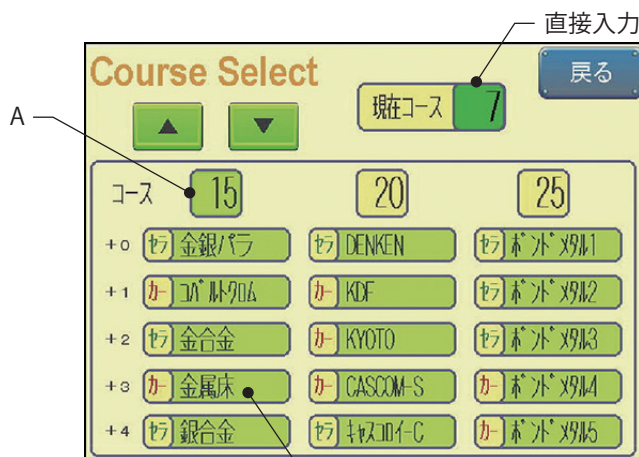 直接入力
Course Select
戻る
現在コース 7
A
▲ ▼
コース 15 20 25
+0 セラ 金銀パラ セラ DENKEN セラ ボンドメタル1
+1 カー コバルトクロム カー KDF セラ ボンドメタル2
+2 セラ 金合金 カー KYOTO セラ ボンドメタル3
+3 カー 金属床 カー CASCOM-S カー ボンドメタル4
+4 セラ 銀合金 セラ キャスコロイ-C カー ボンドメタル5